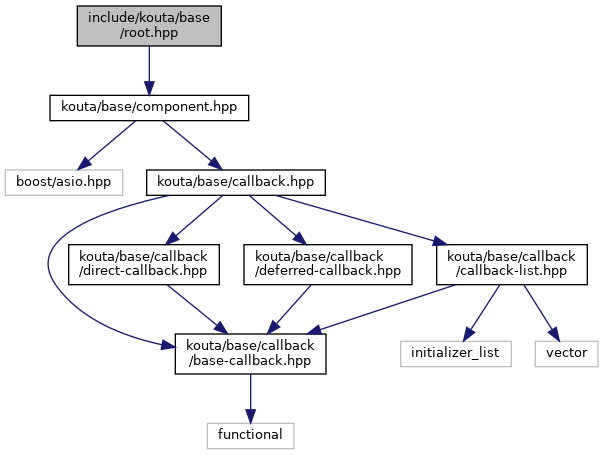 include/kouta/base
/root.hpp
kouta/base/component.hpp
boost/asio.hpp
kouta/base/callback.hpp
kouta/base/callback
/direct-callback.hpp
kouta/base/callback
/deferred-callback.hpp
kouta/base/callback
/callback-list.hpp
kouta/base/callback
/base-callback.hpp
initializer_list
vector
functional